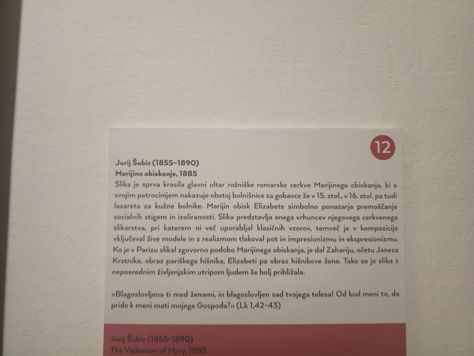 12
Jurij Šubic (1855–1890)
Marijino obiskanje, 1885
Slika je sprva krasila glavni oltar rožniške romarske cerkve Marijinega obiskanja, ki s
svojim patrocinijem nakazuje obstoj bolnišnice za gobavce že v 15. stol., v 16. st. pa tudi
lazareta za kužne bolnike. Marijin obisk Elizabete simbolno ponazarja premoščanje
socialnih stigem in izoliranosti. Slika predstavlja enega vrhuncev njegovega cerkvenega
slikarstva, pri katerem ni več uporabljal klasičnih vzorov, temveč je v kompozicije
vključeval žive modele in z realizmom tlakoval pot in impresionizmu in ekspresionizmu.
Ko je v Parizu slikal zgovorno podobo Marijinega obiskanja, je dal Zahariju, očetu Janeza
Krstnika, obraz pariškega hišnika, Elizabeti pa obraz hišnikove žene. Tako se je slika z
neposrednim življenjskim utripom ljudem še bolj približala.
»Blagoslovljena ti med ženami, in blagoslovljen sad tvojega telesa! Od kod meni to, da
pride k meni mati mojega Gospoda?« (Lk 1,42–43)
Jurij Šubic (1855–1890)
The Visitation of Mary, 1885